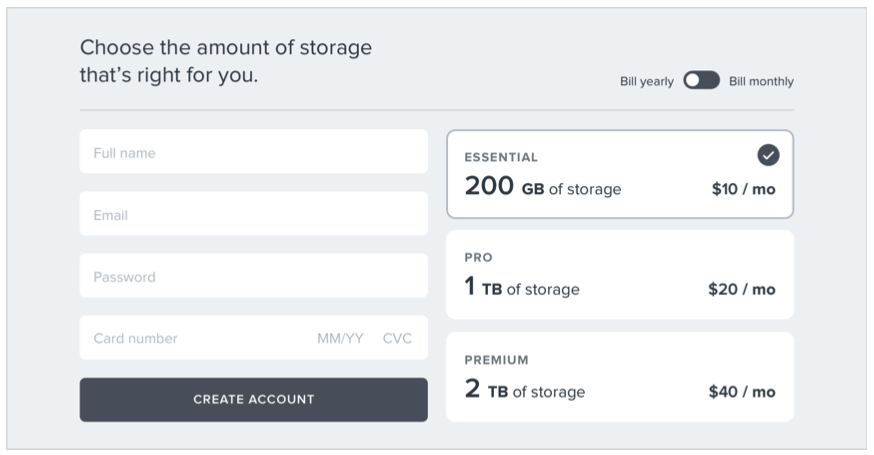 Choose the amount of storage
that's right for you.
Bill yearly Bill monthly
Full name
Email
Password
Card number MM/YY CVC
CREATE ACCOUNT
ESSENTIAL
200 GB of storage $10 / mo
PRO
1 TB of storage $20 / mo
PREMIUM
2 TB of storage $40 / mo